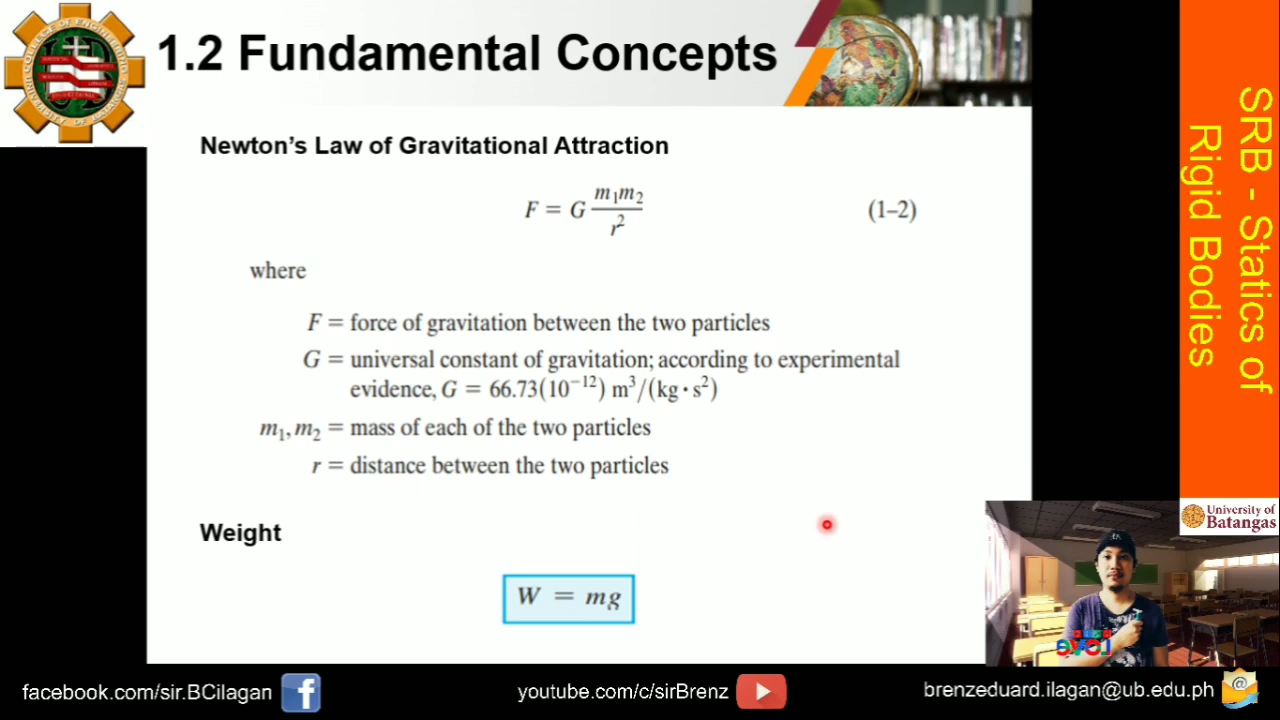 1.2 Fundamental Concepts
Newton's Law of Gravitational Attraction
F = G m₁m₂/r² (1–2)
where
F = force of gravitation between the two particles
G = universal constant of gravitation; according to experimental
evidence, G = 66.73(10⁻¹²) m³/(kg · s²)
m₁, m₂ = mass of each of the two particles
r = distance between the two particles
Weight
W = mg
SRB - Statics of
Rigid Bodies
University of
Batangas
facebook.com/sir.BCilagan
youtube.com/c/sirBrenz
brenzeduard.ilagan@ub.edu.ph